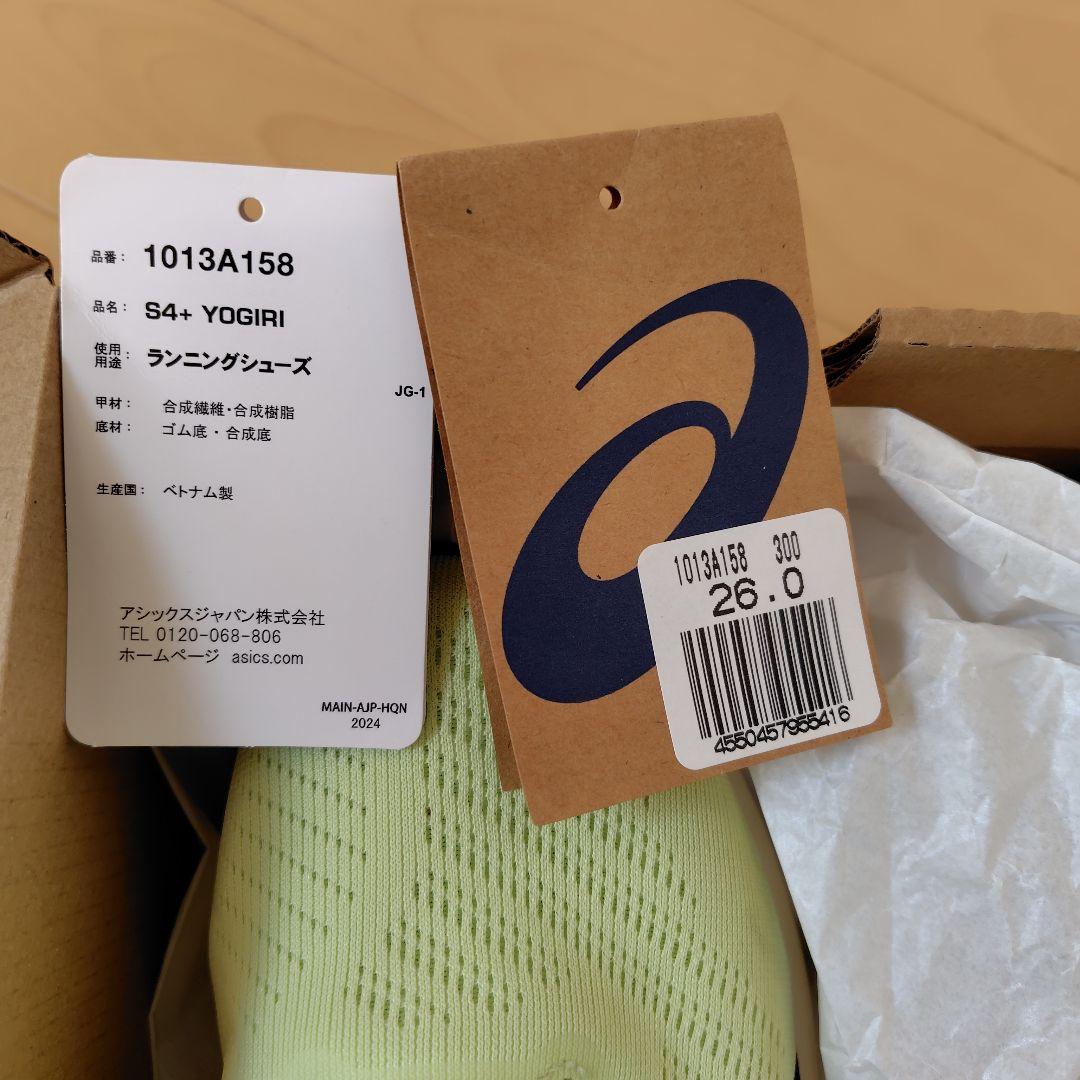 品番： 1013A158
品名： S4+ YOGIRI
使用用途： ランニングシューズ
JG-1
甲材： 合成繊維・合成樹脂
底材： ゴム底・合成底
生産国： ベトナム製
アシックスジャパン株式会社
TEL 0120-068-806
ホームページ asics.com
MAIN-AJP-HQN
2024
1013A158 300
26.0
4550457955416